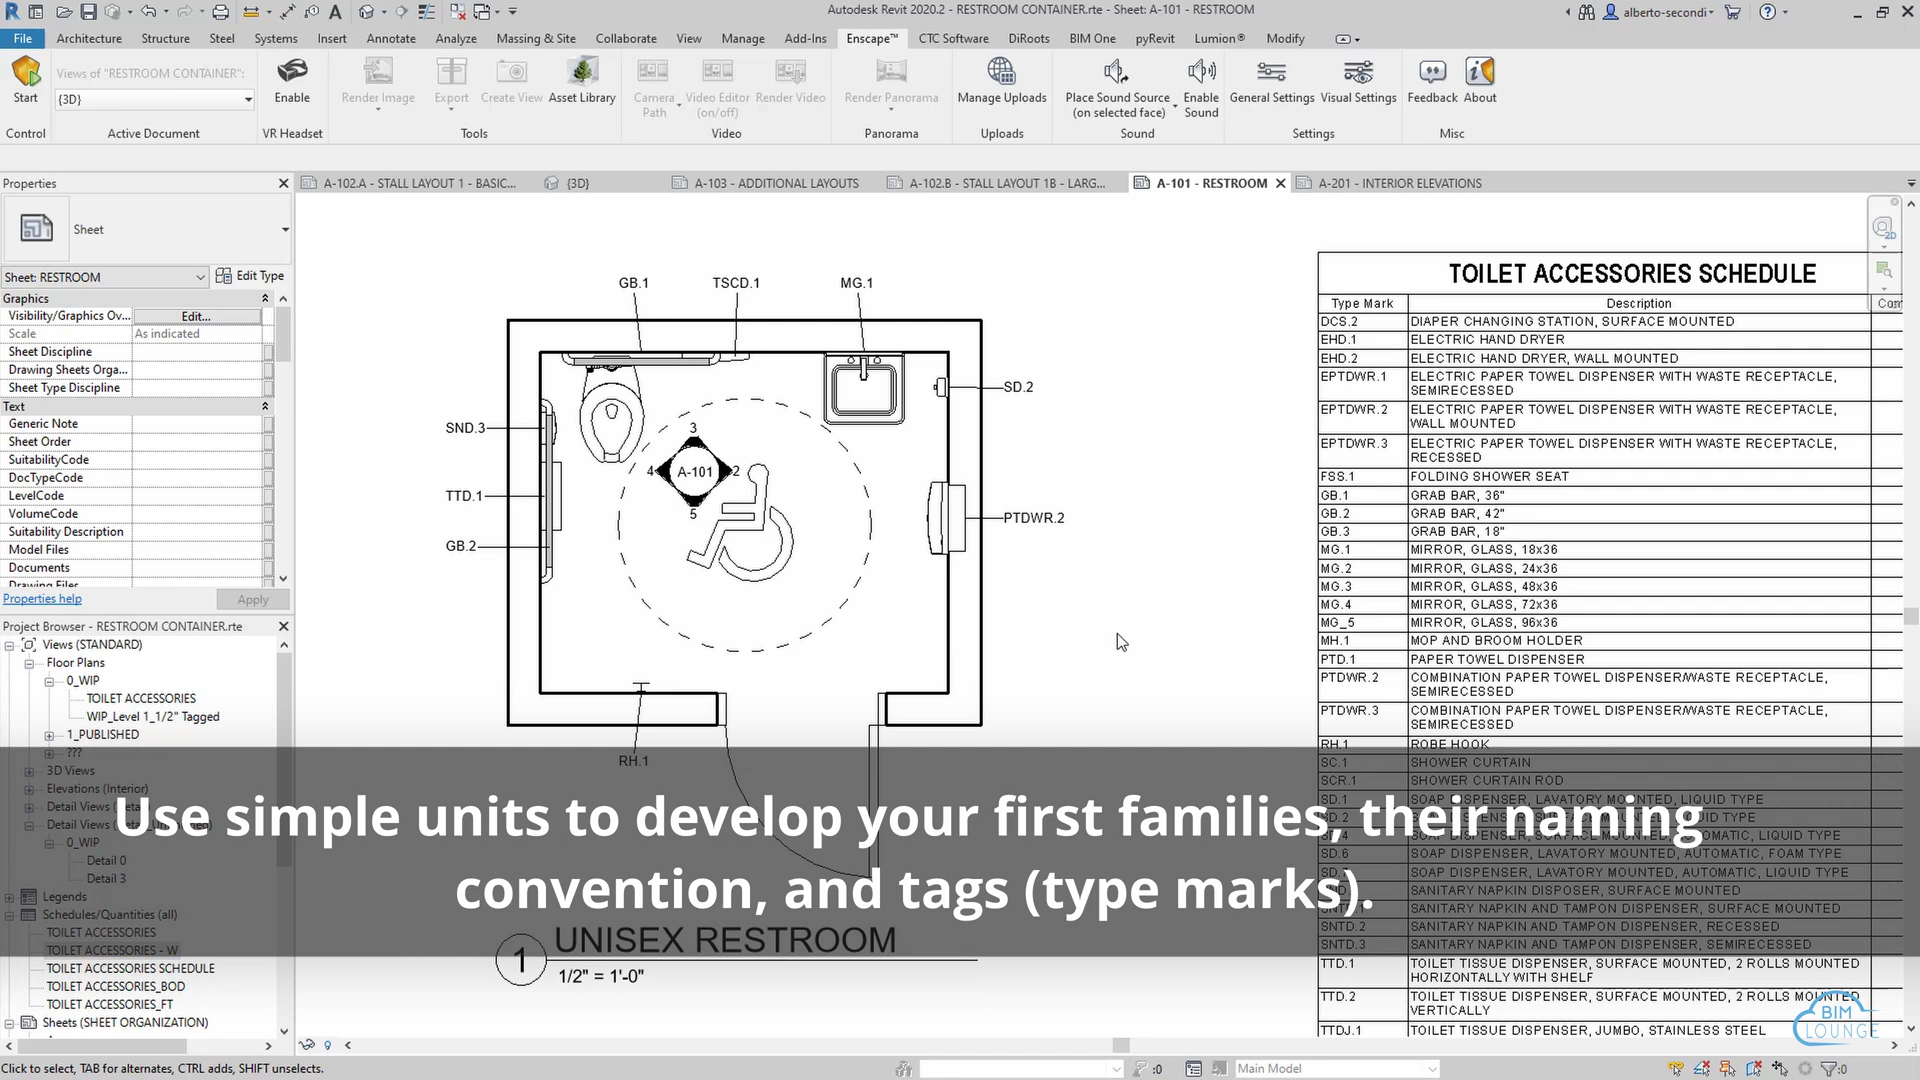 Autodesk Revit 2020.2 - RESTROOM CONTAINER.rte - Sheet: A-101 - RESTROOM
alberto-secondi
File Architecture Structure Steel Systems Insert Annotate Analyze Massing & Site Collaborate View Manage Add-Ins Enscape™ CTC Software DiRoots BIM One pyRevit Lumion® Modify
Start
Views of "RESTROOM CONTAINER":
{3D}
Enable
Render Image
Export
Create View
Asset Library
Camera Path
Video Editor (on/off)
Render Video
Render Panorama
Manage Uploads
Place Sound Source (on selected face)
Enable Sound
General Settings
Visual Settings
Feedback
About
Control Active Document VR Headset Tools Video Panorama Uploads Sound Settings Misc
Properties
A-102.A - STALL LAYOUT 1 - BASIC...
{3D}
A-103 - ADDITIONAL LAYOUTS
A-102.B - STALL LAYOUT 1B - LARG...
A-101 - RESTROOM
A-201 - INTERIOR ELEVATIONS
Sheet
Sheet: RESTROOM
Edit Type
Graphics
Visibility/Graphics Ov... Edit...
Scale As indicated
Sheet Discipline
Drawing Sheets Orga...
Sheet Type Discipline
Text
Generic Note
Sheet Order
SuitabilityCode
DocTypeCode
LevelCode
VolumeCode
Suitability Description
Model Files
Documents
Drawing Files
Properties help
Apply
Project Browser - RESTROOM CONTAINER.rte
Views (STANDARD)
Floor Plans
0_WIP
TOILET ACCESSORIES
WIP_Level 1_1/2" Tagged
1_PUBLISHED
???
3D Views
Elevations (Interior)
0_WIP
Detail 0
Detail 3
Legends
Schedules/Quantities (all)
TOILET ACCESSORIES
TOILET ACCESSORIES - W
TOILET ACCESSORIES SCHEDULE
TOILET ACCESSORIES_BOD
TOILET ACCESSORIES_FT
Sheets (SHEET ORGANIZATION)
GB.1
TSCD.1
MG.1
SD.2
SND.3
3
4
A-101
2
5
TTD.1
PTDWR.2
GB.2
RH.1
2D
TOILET ACCESSORIES SCHEDULE
Type Mark Description Com
DCS.2 DIAPER CHANGING STATION, SURFACE MOUNTED
EHD.1 ELECTRIC HAND DRYER
EHD.2 ELECTRIC HAND DRYER, WALL MOUNTED
EPTDWR.1 ELECTRIC PAPER TOWEL DISPENSER WITH WASTE RECEPTACLE,
SEMIRECESSED
EPTDWR.2 ELECTRIC PAPER TOWEL DISPENSER WITH WASTE RECEPTACLE,
WALL MOUNTED
EPTDWR.3 ELECTRIC PAPER TOWEL DISPENSER WITH WASTE RECEPTACLE,
RECESSED
FSS.1 FOLDING SHOWER SEAT
GB.1 GRAB BAR, 36"
GB.2 GRAB BAR, 42"
GB.3 GRAB BAR, 18"
MG.1 MIRROR, GLASS, 18x36
MG.2 MIRROR, GLASS, 24x36
MG.3 MIRROR, GLASS, 48x36
MG.4 MIRROR, GLASS, 72x36
MG_5 MIRROR, GLASS, 96x36
MH.1 MOP AND BROOM HOLDER
PTD.1 PAPER TOWEL DISPENSER
PTDWR.2 COMBINATION PAPER TOWEL DISPENSER/WASTE RECEPTACLE,
SEMIRECESSED
PTDWR.3 COMBINATION PAPER TOWEL DISPENSER/WASTE RECEPTACLE,
SEMIRECESSED
RH.1 ROBE HOOK
SC.1 SHOWER CURTAIN
SCR.1 SHOWER CURTAIN ROD
SD.1 SOAP DISPENSER, LAVATORY MOUNTED, LIQUID TYPE
SD.6 SOAP DISPENSER, LAVATORY MOUNTED, AUTOMATIC, FOAM TYPE
SOAP DISPENSER, LAVATORY MOUNTED, AUTOMATIC, LIQUID TYPE
SANITARY NAPKIN DISPOSER, SURFACE MOUNTED
SANITARY NAPKIN AND TAMPON DISPENSER, SURFACE MOUNTED
SNTD.2 SANITARY NAPKIN AND TAMPON DISPENSER, RECESSED
SNTD.3 SANITARY NAPKIN AND TAMPON DISPENSER, SEMIRECESSED
TTD.1 TOILET TISSUE DISPENSER, SURFACE MOUNTED, 2 ROLLS MOUNTED
HORIZONTALLY WITH SHELF
TTD.2 TOILET TISSUE DISPENSER, SURFACE MOUNTED, 2 ROLLS MOUNTED
VERTICALLY
TTDJ.1 TOILET TISSUE DISPENSER, JUMBO, STAINLESS STEEL
Use simple units to develop your first families, their naming
convention, and tags (type marks).
1 UNISEX RESTROOM
1/2" = 1'-0"
BIM
LOUNGE
Click to select, TAB for alternates, CTRL adds, SHIFT unselects.
:0
Main Model
:0